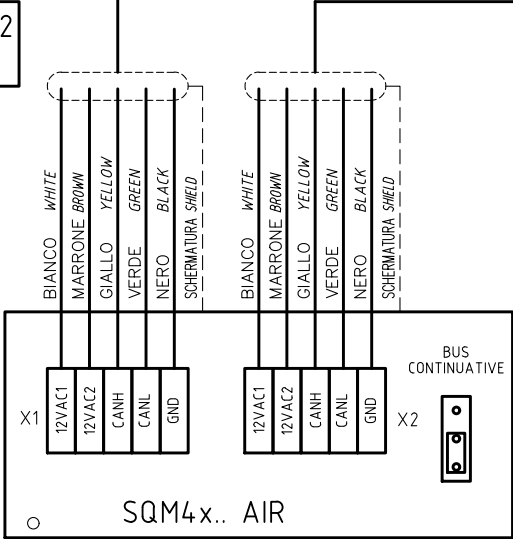 2
BIANCO WHITE
MARRONE BROWN
GIALLO YELLOW
VERDE GREEN
NERO BLACK
SCHERMATURA SHIELD
BIANCO WHITE
MARRONE BROWN
GIALLO YELLOW
VERDE GREEN
NERO BLACK
SCHERMATURA SHIELD
BUS
CONTINUATIVE
X1
12VAC1
12VAC2
CANH
CANL
GND
12VAC1
12VAC2
CANH
CANL
GND
X2
SQM4x.. AIR